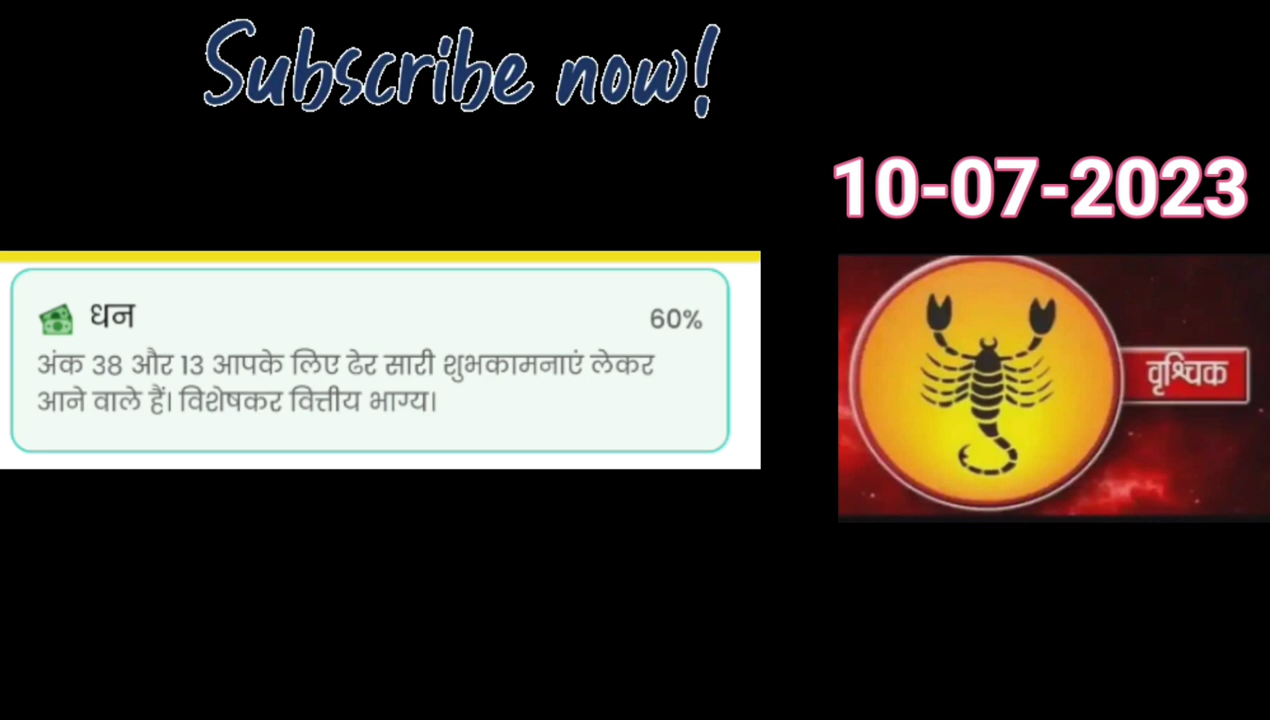 Subscribe now!
10-07-2023
धन
60%
अंक 38 और 13 आपके लिए ढेर सारी शुभकामनाएं लेकर
आने वाले हैं। विशेषकर वित्तीय भाग्य।
वृश्चिक